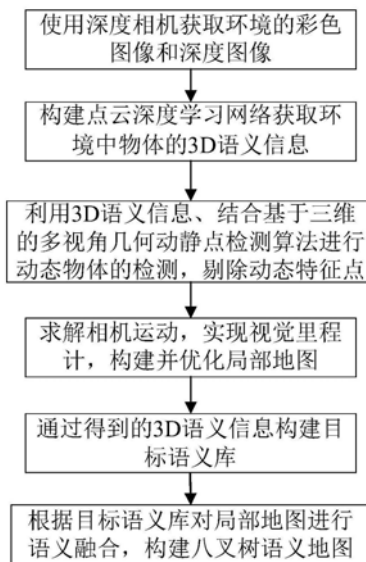 使用深度相机获取环境的彩色
图像和深度图像
构建点云深度学习网络获取环
境中物体的3D语义信息
利用3D语义信息、结合基于三维
的多视角几何动静点检测算法进行
动态物体的检测，剔除动态特征点
求解相机运动，实现视觉里程
计，构建并优化局部地图
通过得到的3D语义信息构建目
标语义库
根据目标语义库对局部地图进行
语义融合，构建八叉树语义地图